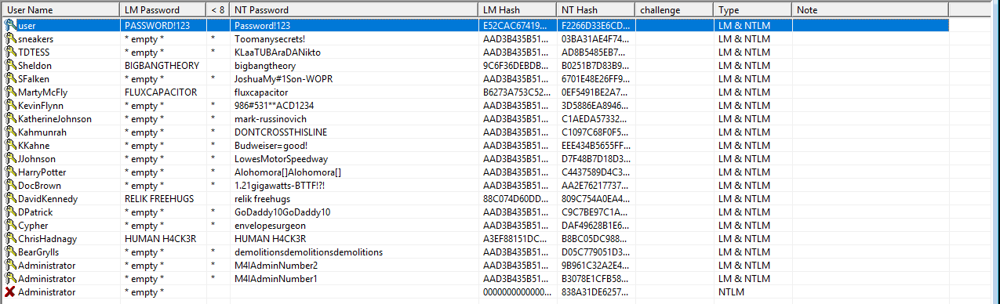 User Name LM Password < 8 NT Password LM Hash NT Hash challenge Type Note
user PASSWORD!123 Password!123 E52CAC67419... F2266D33E6CD... LM & NTLM
sneakers * empty * * Toomanysecrets! AAD3B435B51... 03BA31AE4F74... LM & NTLM
TDTESS * empty * * KLaaTUBAraDANikto AAD3B435B51... AD8B5485EB7... LM & NTLM
Sheldon BIGBANGTHEORY bigbangtheory 9C6F36DEBDB... B0251B7D83B9... LM & NTLM
SFalken * empty * * JoshuaMy#1Son-WOPR AAD3B435B51... 6701E48E26FF9... LM & NTLM
MartyMcFly FLUXCAPACITOR fluxcapacitor B6273A753C52... 0EF5491BE2A7... LM & NTLM
KevinFlynn * empty * * 986#531**ACD1234 AAD3B435B51... 3D5886EA8946... LM & NTLM
KatherineJohnson * empty * * mark-russinovich AAD3B435B51... C1AEDA57332... LM & NTLM
Kahmunrah * empty * * DONTCROSSTHISLINE AAD3B435B51... C1097C68F0F5... LM & NTLM
KKahne * empty * * Budweiser=good! AAD3B435B51... EEE434B5655FF... LM & NTLM
JJohnson * empty * * LowesMotorSpeedway AAD3B435B51... D7F48B7D18D3... LM & NTLM
HarryPotter * empty * * Alohomora[]Alohomora[] AAD3B435B51... C4437589D4C3... LM & NTLM
DocBrown * empty * * 1.21gigawatts-BTTF!?! AAD3B435B51... AA2E76217737... LM & NTLM
DavidKennedy RELIK FREEHUGS relik freehugs 88C074D60DD... 809C754A0EA4... LM & NTLM
DPatrick * empty * * GoDaddy10GoDaddy10 AAD3B435B51... C9C7BE97C1A... LM & NTLM
Cypher * empty * * envelopesurgeon AAD3B435B51... DAF49628B1E6... LM & NTLM
ChrisHadnagy HUMAN H4CK3R HUMAN H4CK3R A3EF88151DC... B8BC05DC988... LM & NTLM
BearGrylls * empty * * demolitionsdemolitionsdemolitions AAD3B435B51... D05C779051D3... LM & NTLM
Administrator * empty * * M4IAdminNumber2 AAD3B435B51... 9B961C32A2E4... LM & NTLM
Administrator * empty * * M4IAdminNumber1 AAD3B435B51... B3078E1CFB58... LM & NTLM
Administrator * empty * 0000000000000... 838A31DE6257... NTLM